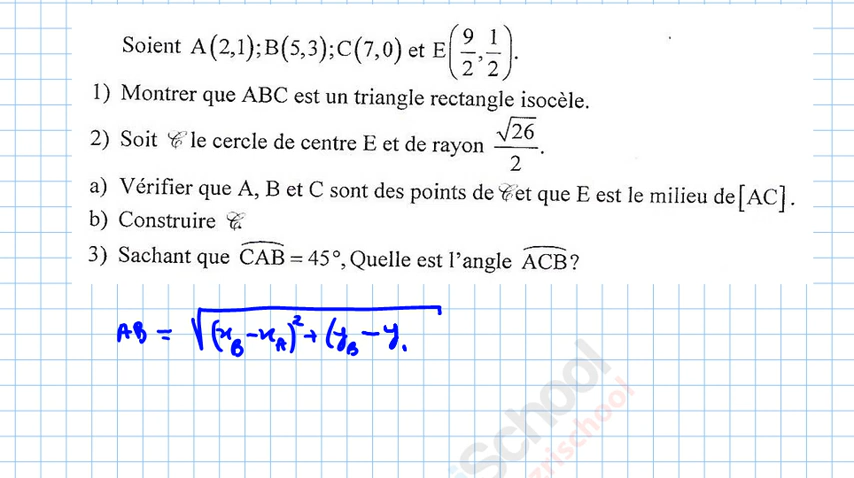 Soient A(2,1);B(5,3);C(7,0) et E(9/2,1/2).
1) Montrer que ABC est un triangle rectangle isocèle.
2) Soit 𝒞 le cercle de centre E et de rayon √26/2.
a) Vérifier que A, B et C sont des points de 𝒞 et que E est le milieu de [AC].
b) Construire 𝒞.
3) Sachant que CAB = 45°, Quelle est l'angle ACB?
AB = √(x_B-x_A)²+(y_B-y
School
zrischool